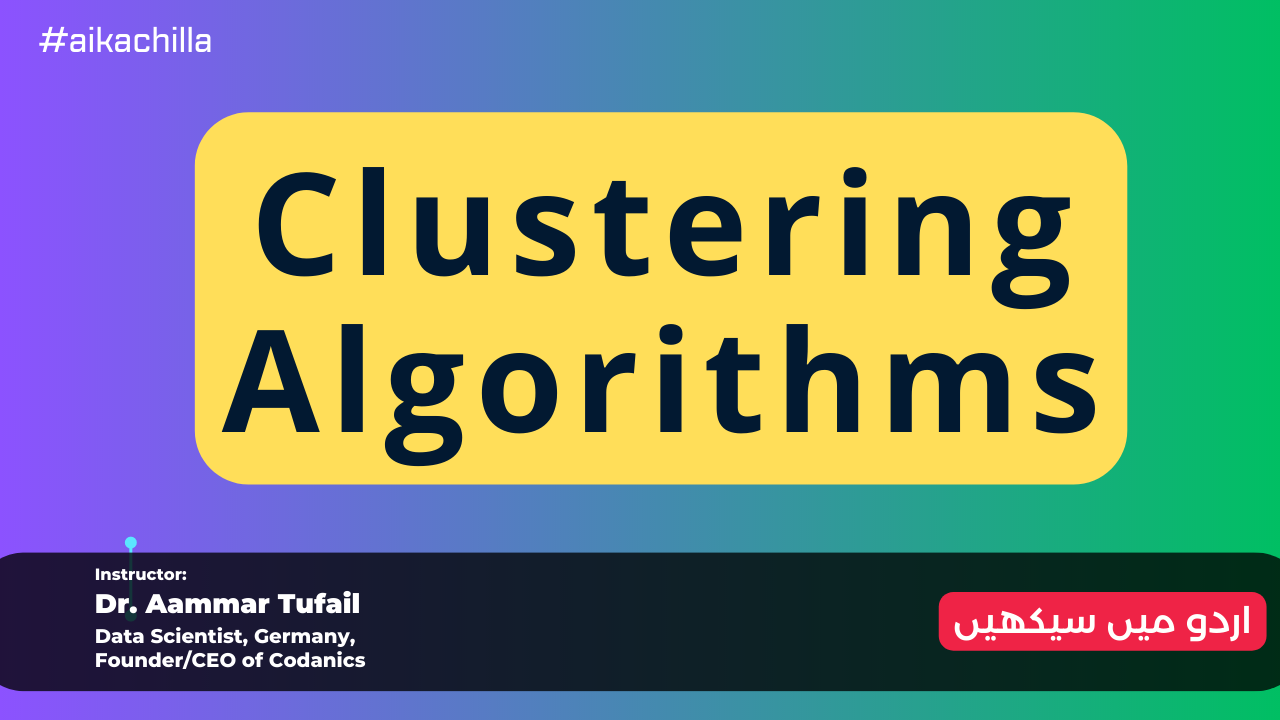 #aikachilla
Clustering
Algorithms
Instructor:
Dr. Aammar Tufail
Data Scientist, Germany,
Founder/CEO of Codanics
اردو میں سیکھیں